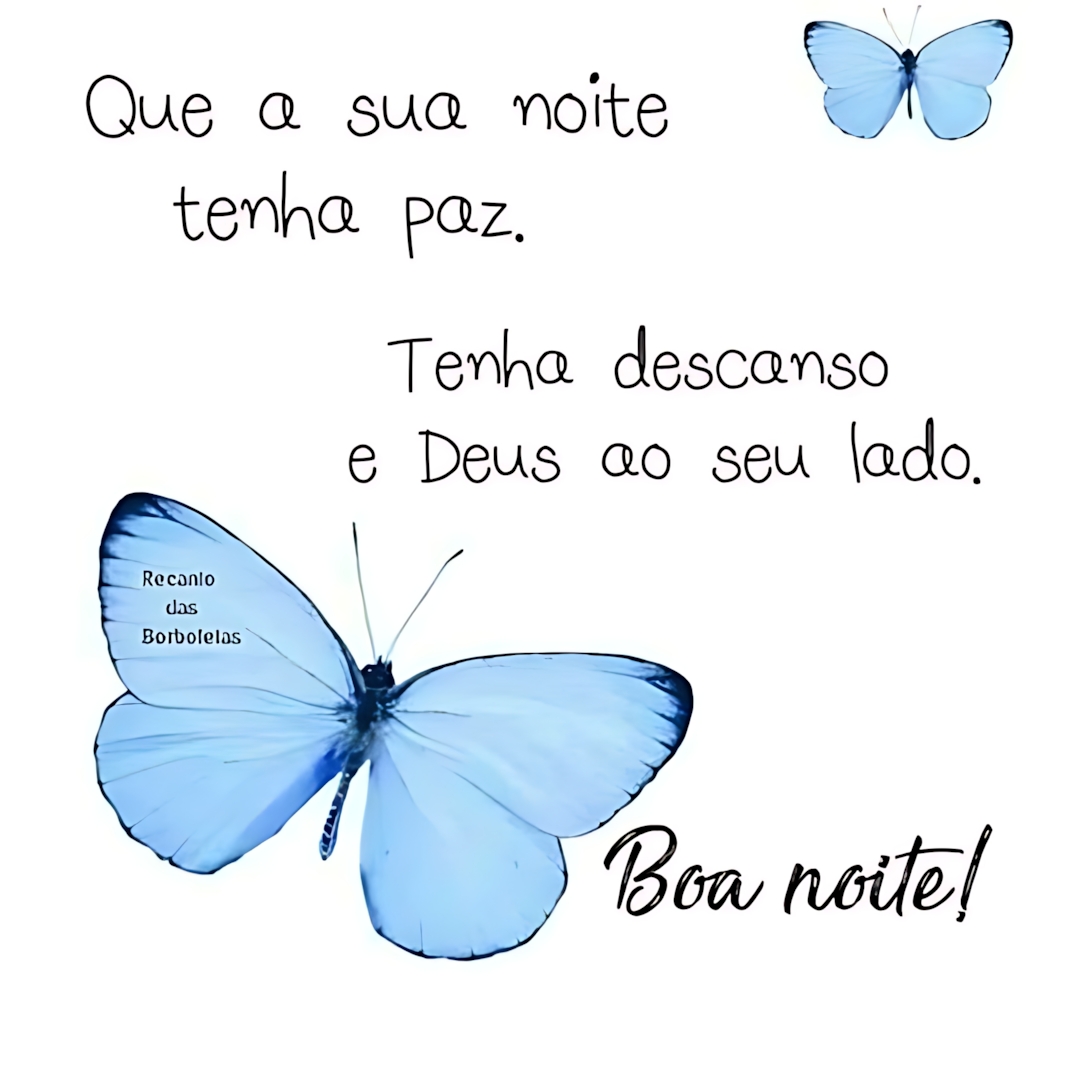 Que a sua noite
tenha paz.
Tenha descanso
e Deus ao seu lado.
Recanto
das
Borboletas
Boa noite!